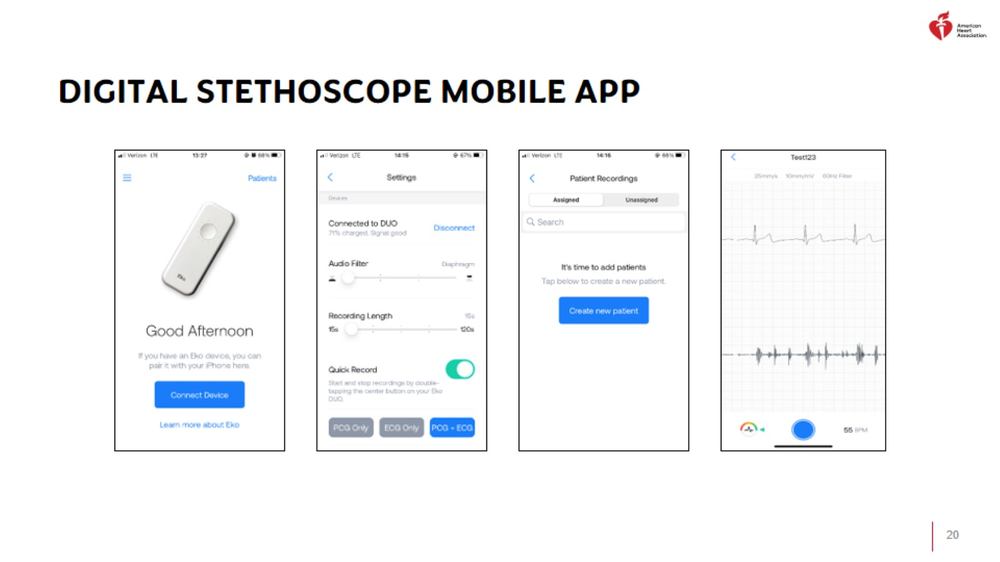 American
Heart
Association.
DIGITAL STETHOSCOPE MOBILE APP
Verizon LTE 13:27 68%
Patients
Eko
Good Afternoon
If you have an Eko device, you can
pair it with your iPhone here.
Connect Device
Learn more about Eko
Verizon LTE 14:15 67%
Settings
Devices
Connected to DUO
71% charged, Signal good
Disconnect
Audio Filter Diaphragm
Recording Length 15s
15s 120s
Quick Record
Start and stop recordings by double-
tapping the center button on your Eko
DUO.
PCG Only ECG Only PCG + ECG
Verizon LTE 14:16 66%
Patient Recordings
Assigned Unassigned
Search
It's time to add patients
Tap below to create a new patient.
Create new patient
Test123
25mm/s 10mm/mV 60Hz Filter
55 BPM
20